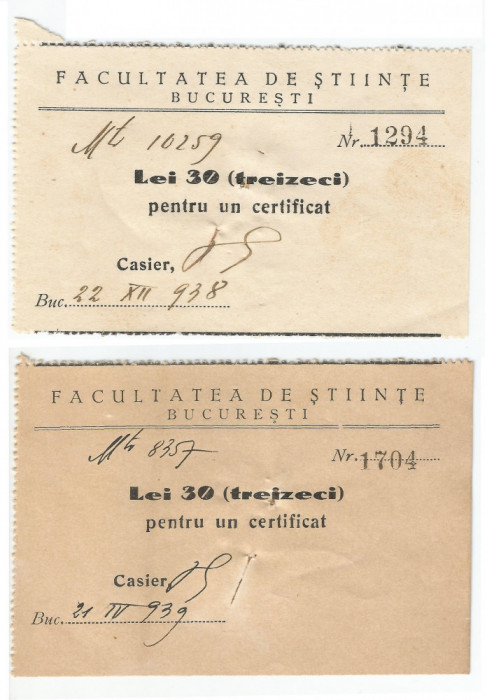 FACULTATEA DE ŞTIINŢE
BUCUREŞTI
Mt 10259
Nr. 1294
Lei 30 (treizeci)
pentru un certificat
Casier,
Buc. 22 XII 938
FACULTATEA DE ŞTIINŢE
BUCUREŞTI
Mt 8357
Nr. 1704
Lei 30 (treizeci)
pentru un certificat
Casier,
Buc. 21 IV 939